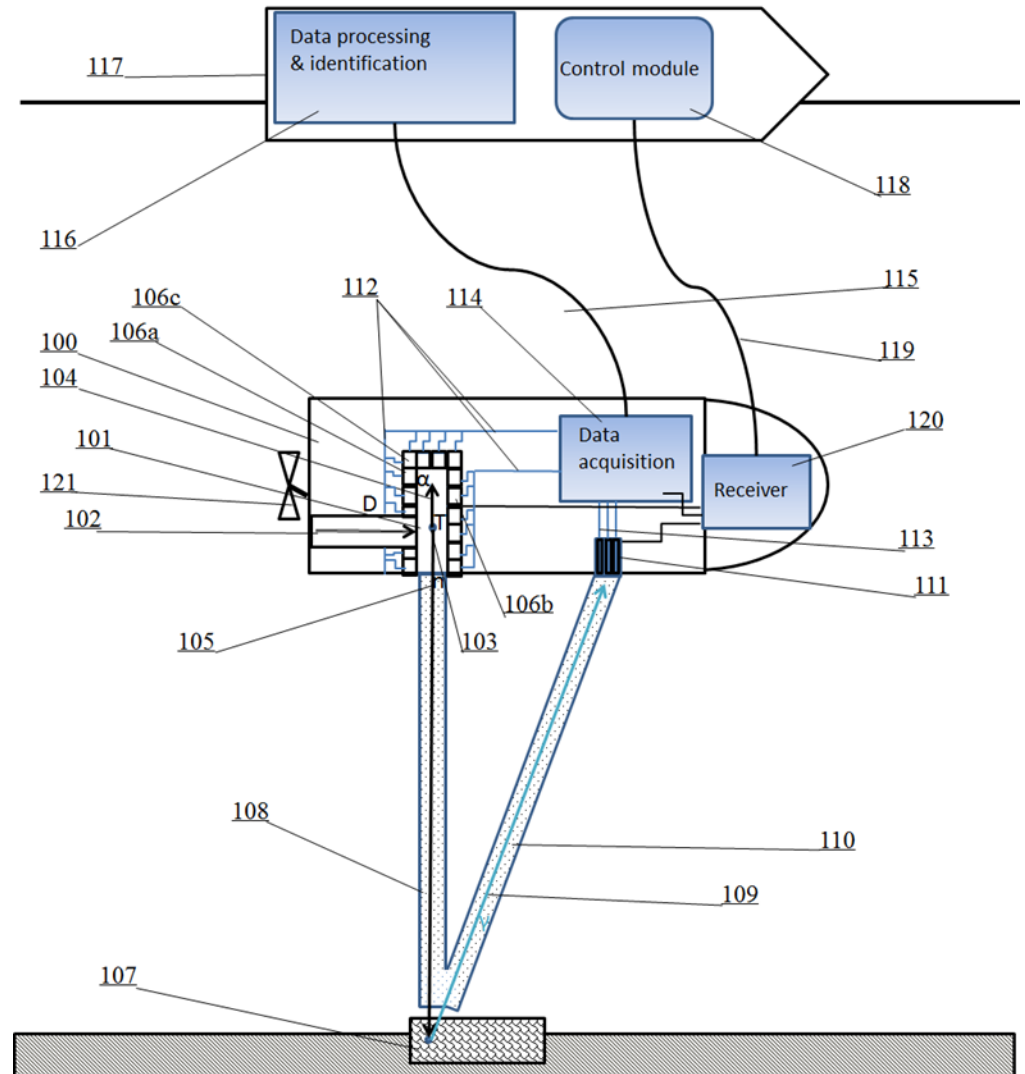 Data processing
& identification
Control module
117
118
116
106c
112
114
115
106a
100
119
104
101
120
Data
acquisition
α
Receiver
121
D
T
102
113
n
106b
111
105
103
108
110
109
γ
107